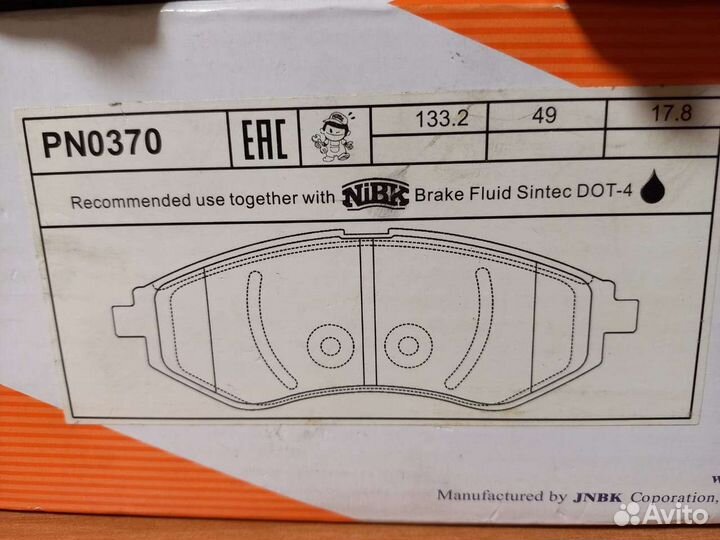 PN0370
EAC
133.2 49 17.8
Recommended use together with NiBK Brake Fluid Sintec DOT-4
Manufactured by JNBK Coporation,
Avito